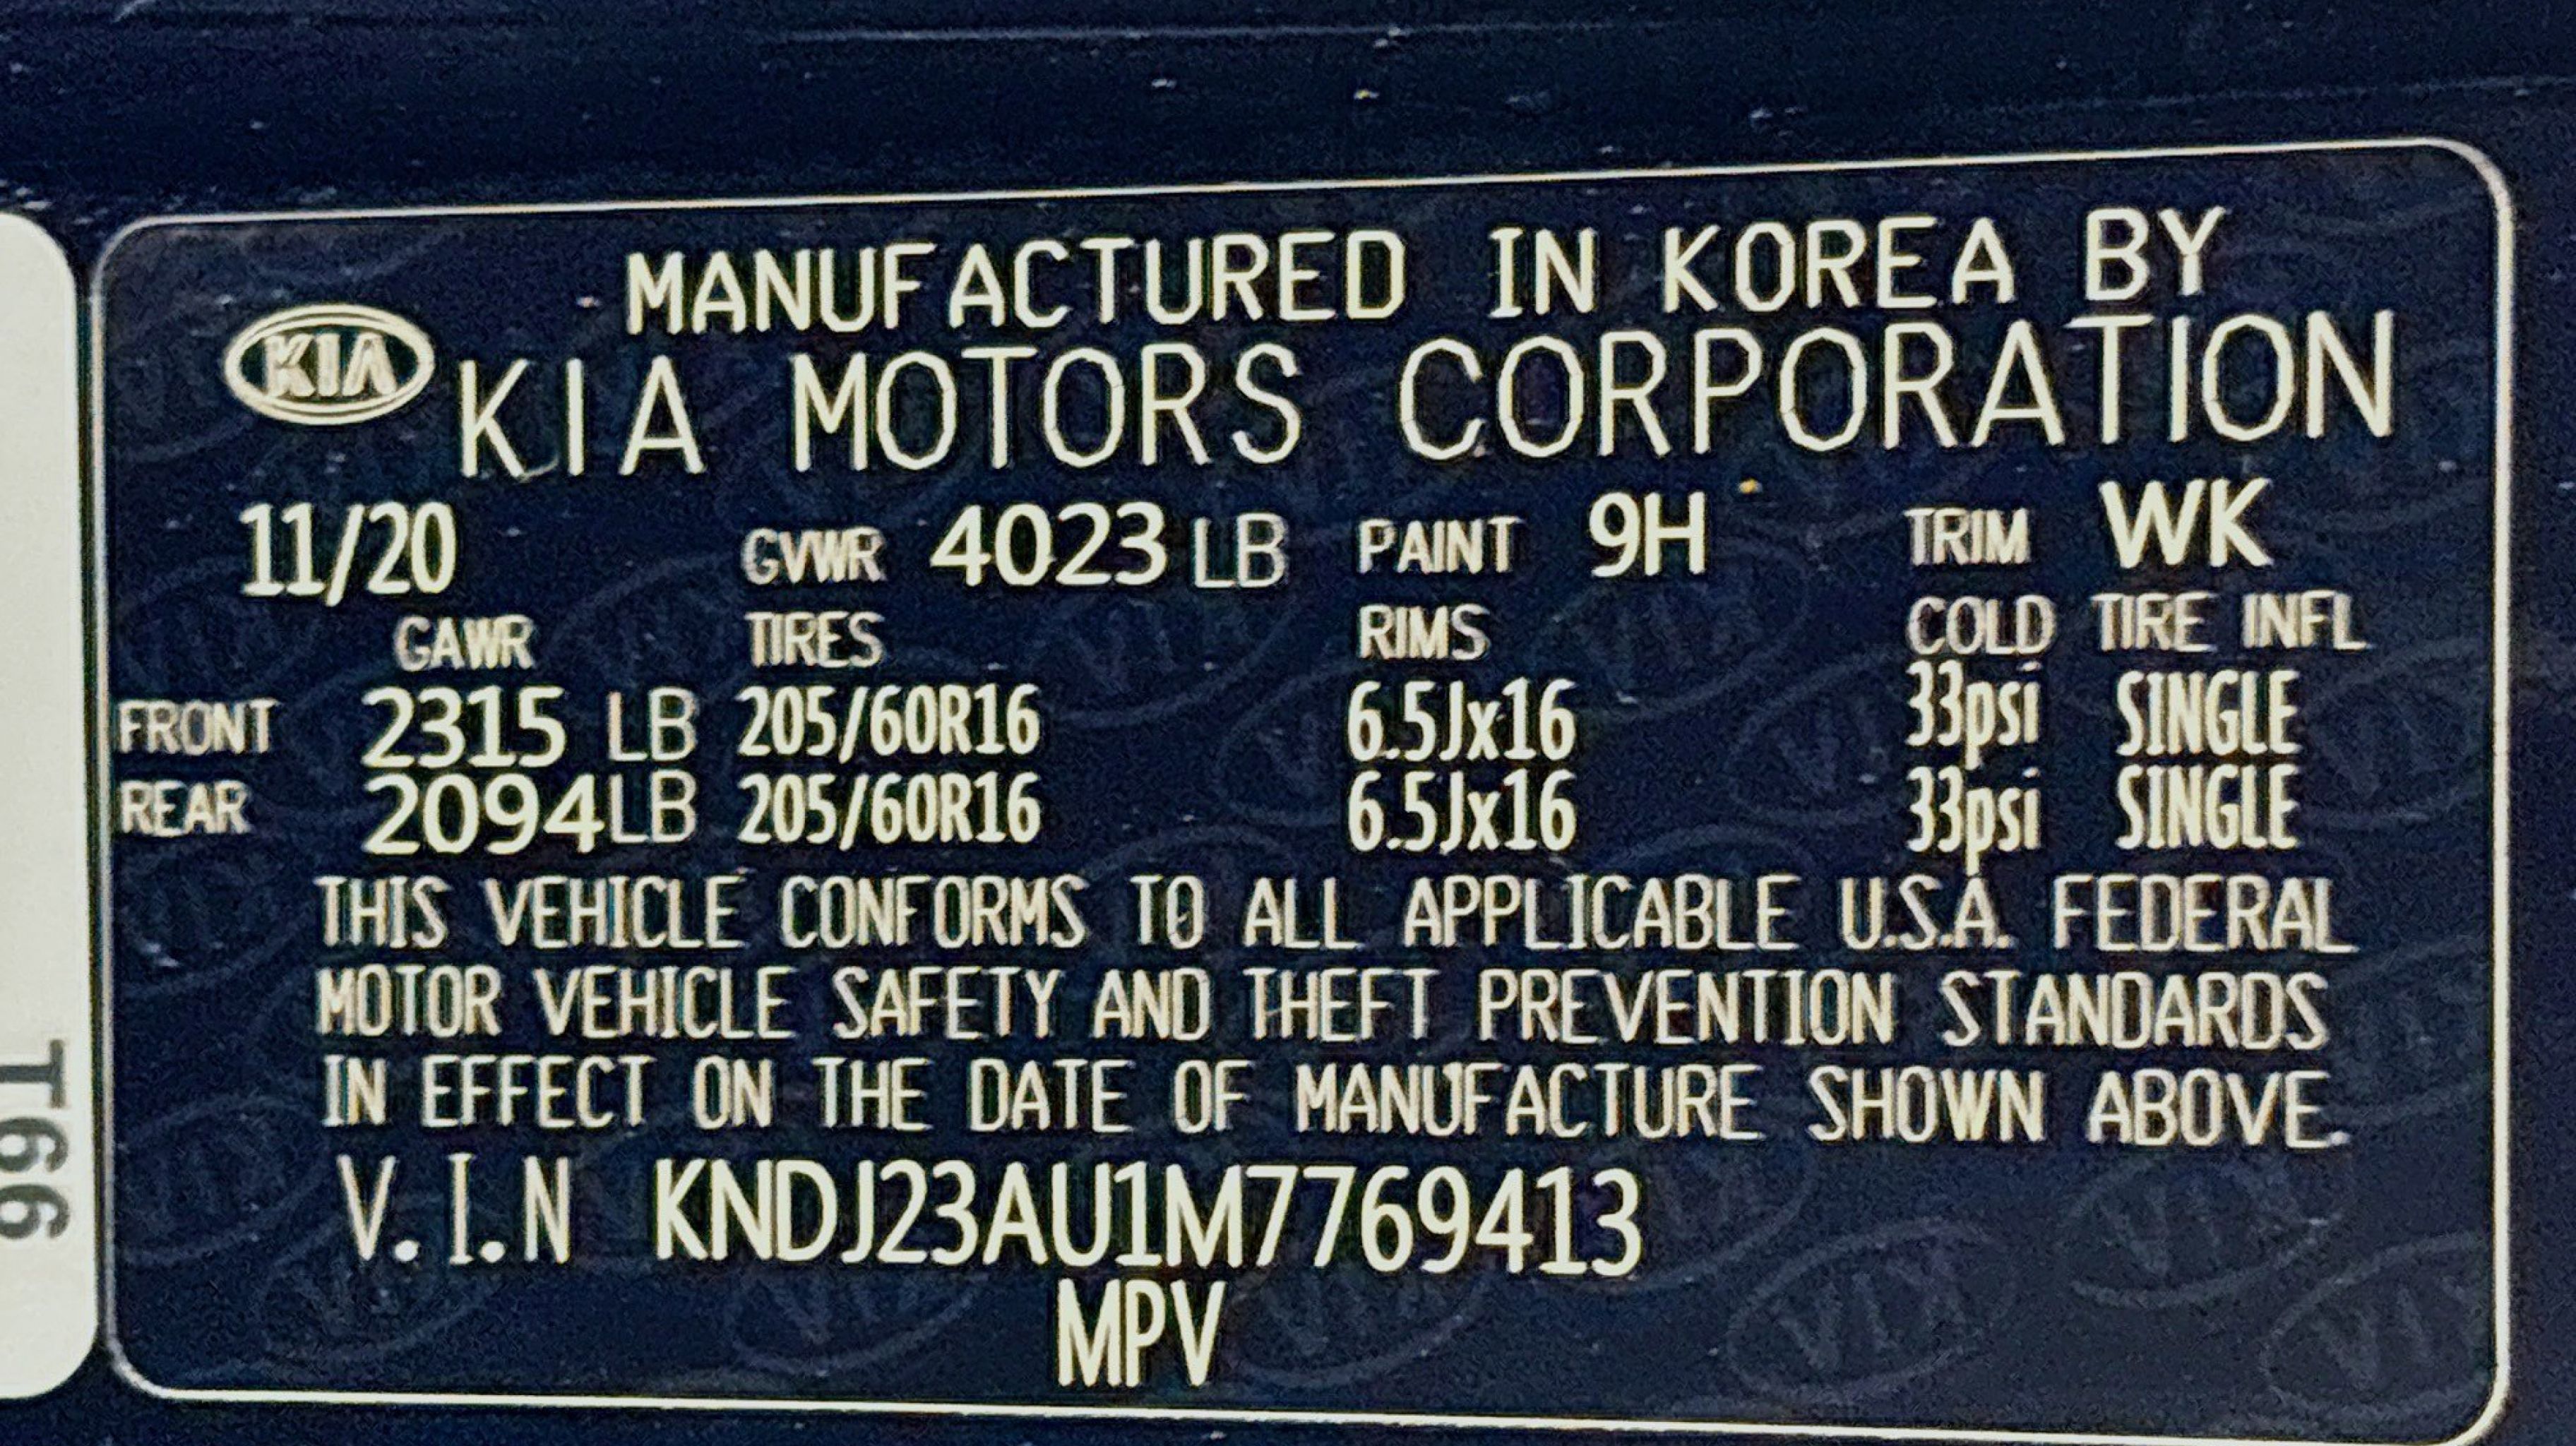 MANUFACTURED IN KOREA BY
KIA KIA MOTORS CORPORATION
11/20 GVWR 4023 LB PAINT 9H TRIM WK
GAWR TIRES RIMS COLD TIRE INFL
FRONT 2315 LB 205/60R16 6.5Jx16 33psi SINGLE
REAR 2094LB 205/60R16 6.5Jx16 33psi SINGLE
THIS VEHICLE CONFORMS TO ALL APPLICABLE U.S.A. FEDERAL
MOTOR VEHICLE SAFETY AND THEFT PREVENTION STANDARDS
IN EFFECT ON THE DATE OF MANUFACTURE SHOWN ABOVE.
V.I.N KNDJ23AU1M7769413
MPV
T66